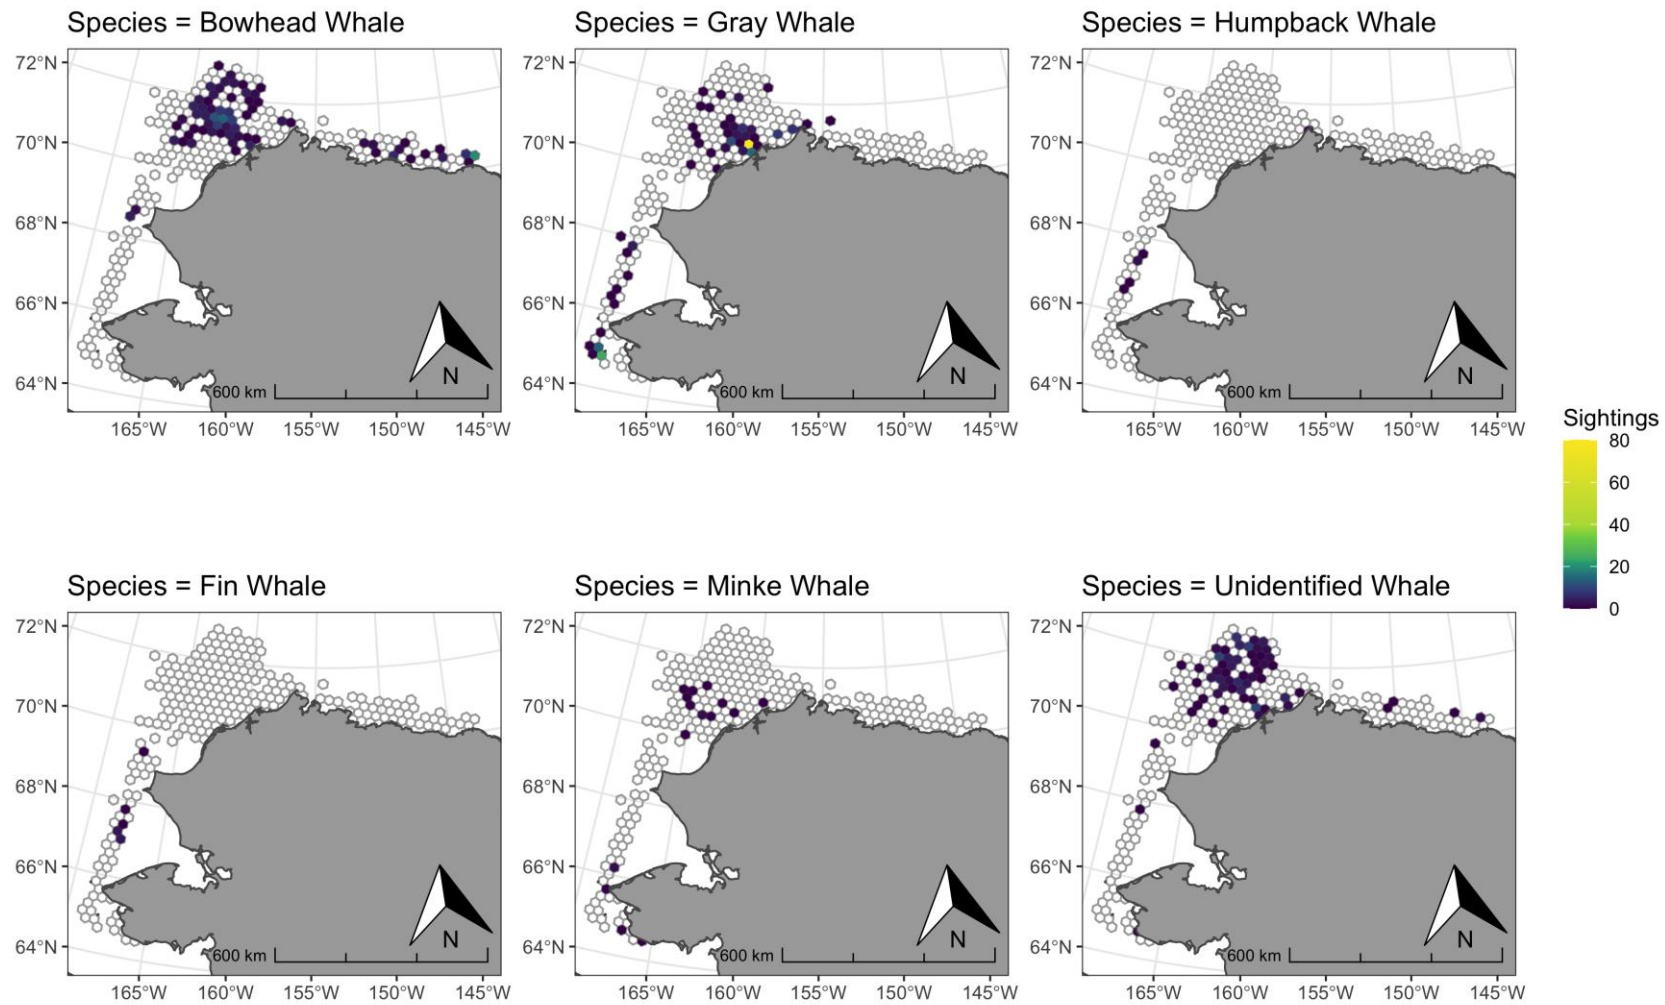 Species = Bowhead Whale
72°N
70°N
68°N
66°N
64°N
600 km
N
165°W 160°W 155°W 150°W 145°W
Species = Gray Whale
72°N
70°N
68°N
66°N
64°N
600 km
N
165°W 160°W 155°W 150°W 145°W
Species = Humpback Whale
72°N
70°N
68°N
66°N
64°N
600 km
N
165°W 160°W 155°W 150°W 145°W
Sightings
80
60
40
20
0
Species = Fin Whale
72°N
70°N
68°N
66°N
64°N
600 km
N
165°W 160°W 155°W 150°W 145°W
Species = Minke Whale
72°N
70°N
68°N
66°N
64°N
600 km
N
165°W 160°W 155°W 150°W 145°W
Species = Unidentified Whale
72°N
70°N
68°N
66°N
64°N
600 km
N
165°W 160°W 155°W 150°W 145°W